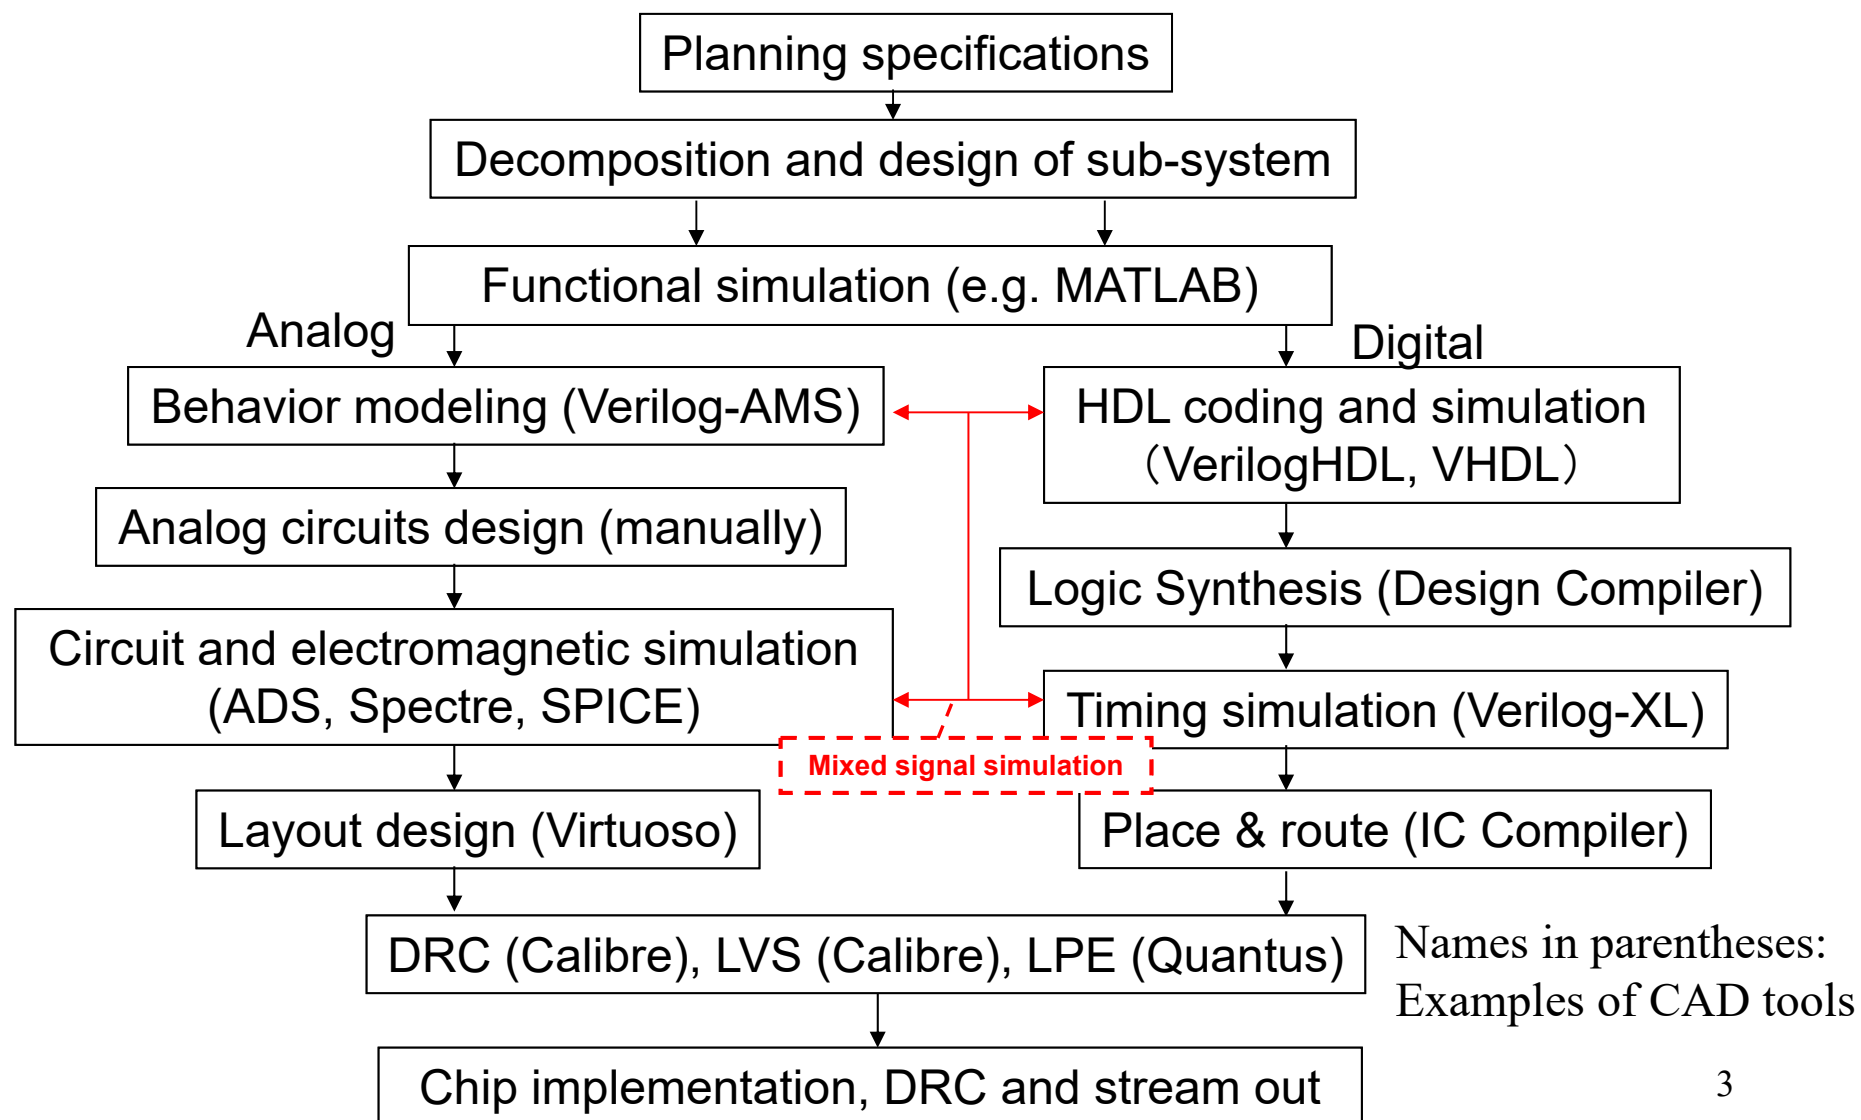 Planning specifications
Decomposition and design of sub-system
Functional simulation (e.g. MATLAB)
Analog
Digital
Behavior modeling (Verilog-AMS)
HDL coding and simulation
（VerilogHDL, VHDL）
Analog circuits design (manually)
Logic Synthesis (Design Compiler)
Circuit and electromagnetic simulation
(ADS, Spectre, SPICE)
Timing simulation (Verilog-XL)
Mixed signal simulation
Layout design (Virtuoso)
Place & route (IC Compiler)
DRC (Calibre), LVS (Calibre), LPE (Quantus)
Names in parentheses:
Examples of CAD tools
Chip implementation, DRC and stream out
3